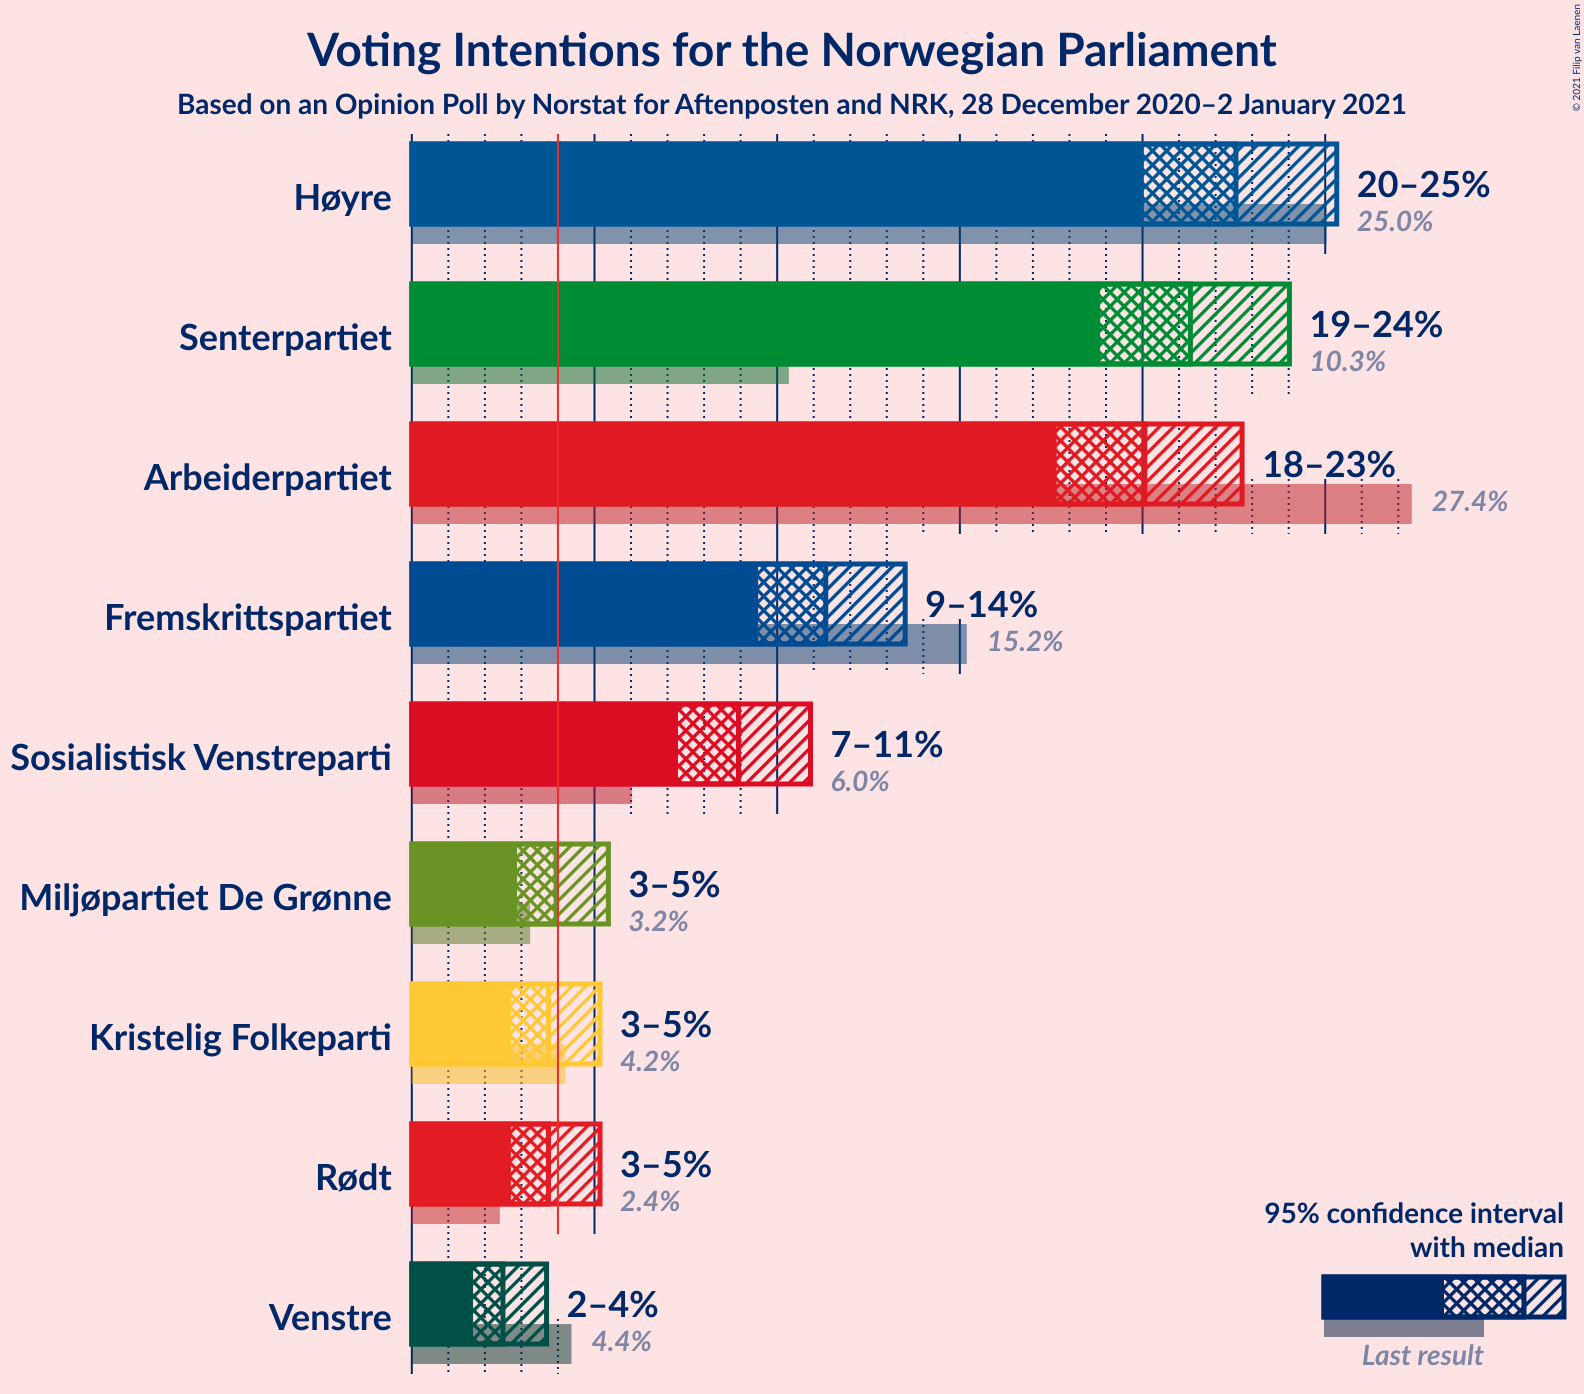 Voting Intentions for the Norwegian Parliament
Based on an Opinion Poll by Norstat for Aftenposten and NRK, 28 December 2020–2 January 2021
© 2021 Filip van Laenen
Høyre
20–25%
25.0%
Senterpartiet
19–24%
10.3%
Arbeiderpartiet
18–23%
27.4%
Fremskrittspartiet
9–14%
15.2%
Sosialistisk Venstreparti
7–11%
6.0%
Miljøpartiet De Grønne
3–5%
3.2%
Kristelig Folkeparti
3–5%
4.2%
Rødt
3–5%
2.4%
Venstre
2–4%
4.4%
95% confidence interval
with median
Last result